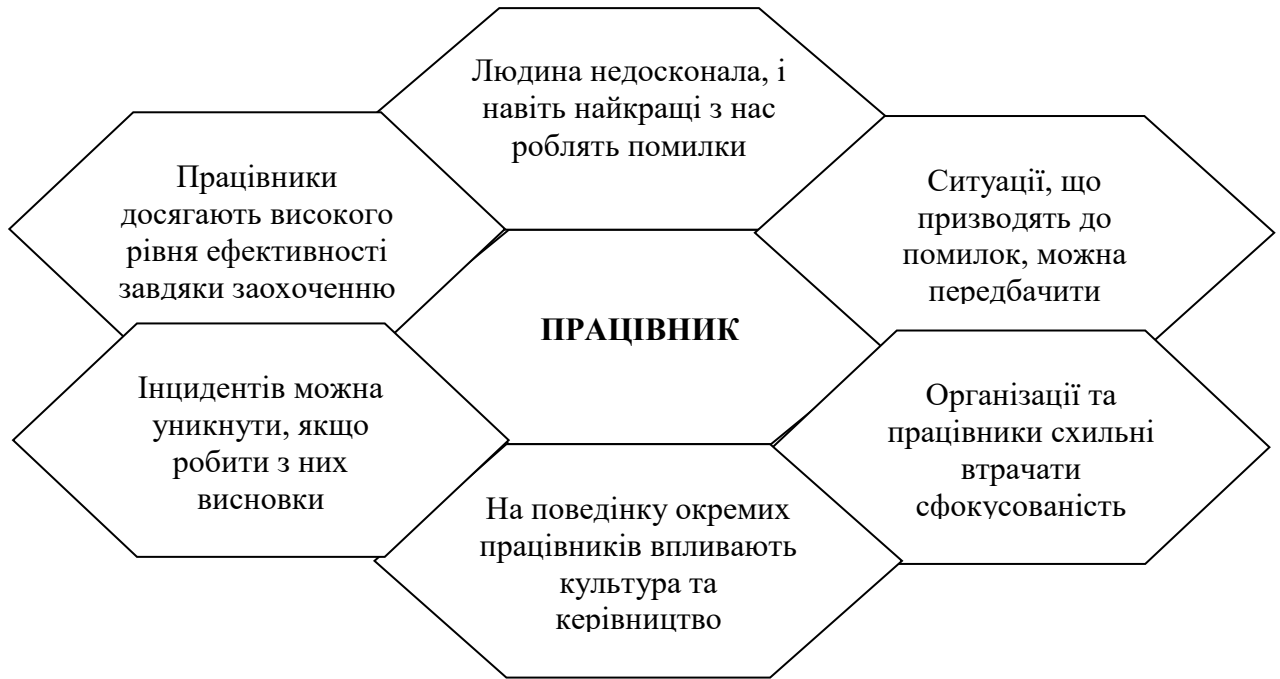 Людина недосконала, і
навіть найкращі з нас
роблять помилки
Працівники
досягають високого
рівня ефективності
завдяки заохоченню
Ситуації, що
призводять до
помилок, можна
передбачити
ПРАЦІВНИК
Інцидентів можна
уникнути, якщо
робити з них
висновки
Організації та
працівники схильні
втрачати
сфокусованість
На поведінку окремих
працівників впливають
культура та
керівництво